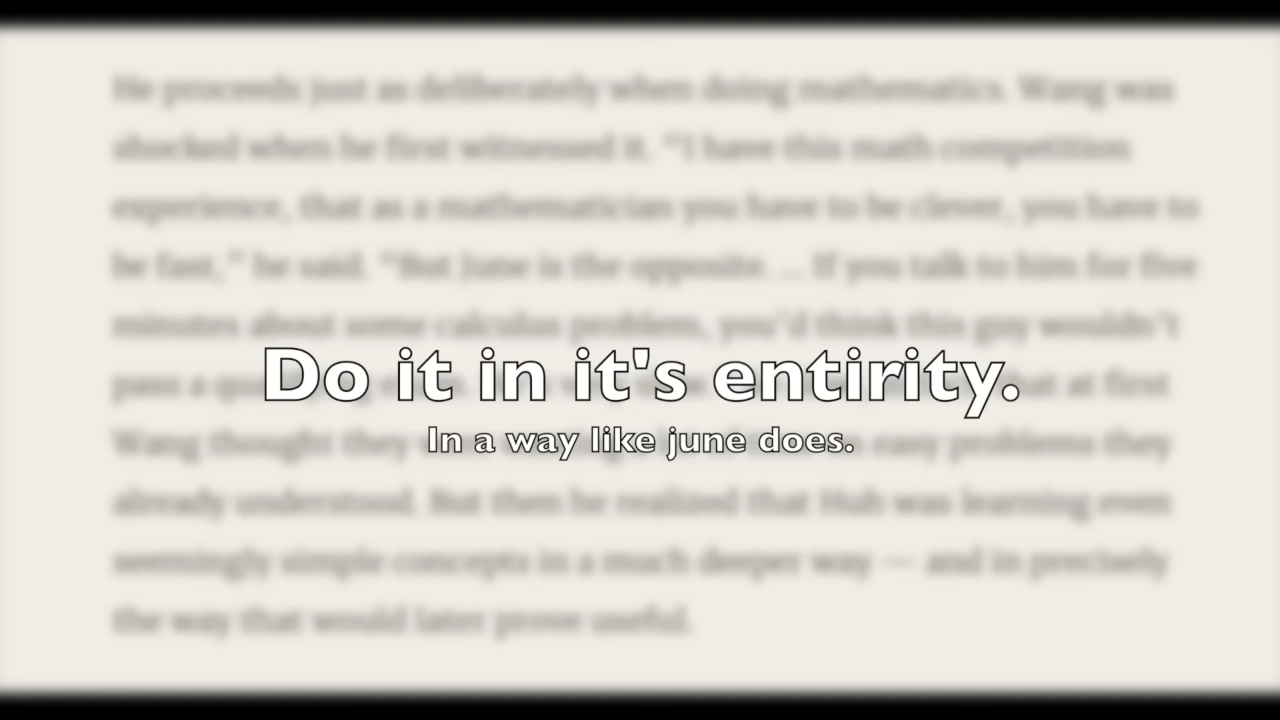 He proceeds just as deliberately when doing mathematics. Wang was
shocked when he first witnessed it. “I have this math competition
experience, that as a mathematician you have to be clever, you have to
be fast,” he said. “But June is the opposite. … If you talk to him for five
minutes about some calculus problem, you’d think this guy wouldn’t
Do it in it's entirity.
pass a at first
In a way like june does.
Wang thought they easy problems they
already understood. But then he realized that Huh was learning even
seemingly simple concepts in a much deeper way — and in precisely
the way that would later prove useful.